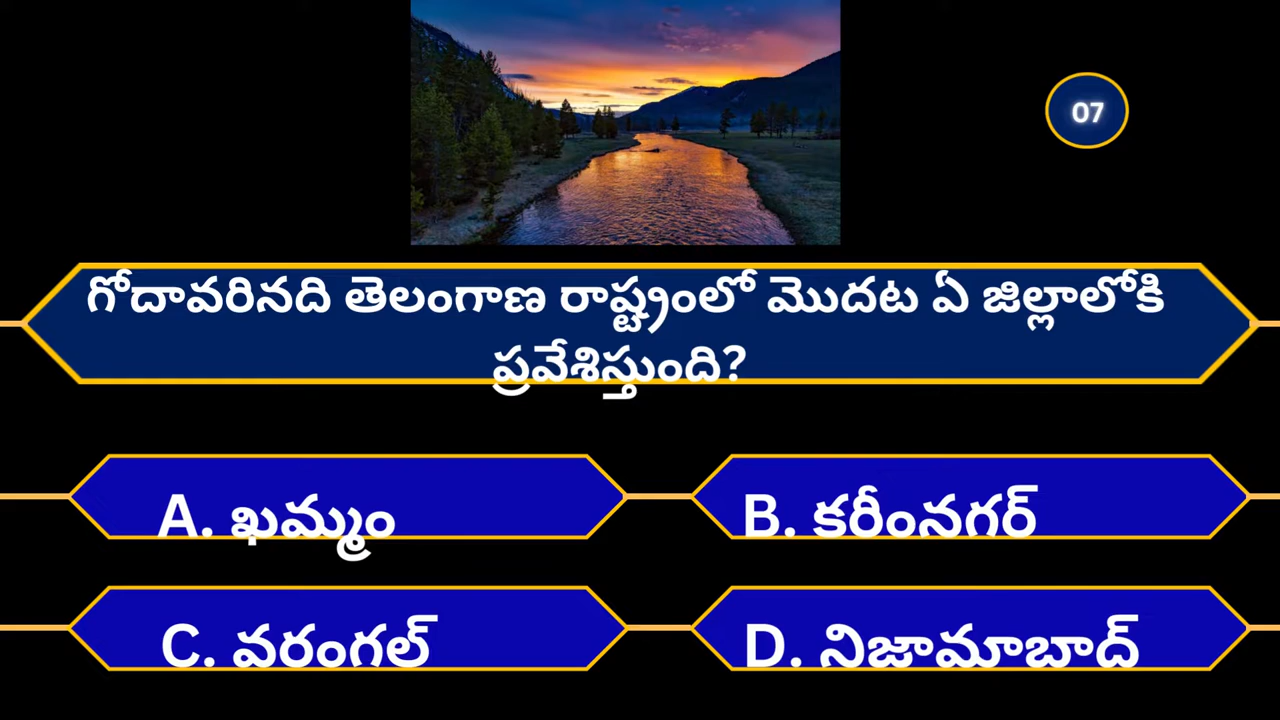 07
గోదావరినది తెలంగాణ రాష్ట్రంలో మొదట ఏ జిల్లాలోకి
ప్రవేశిస్తుంది?
A. ఖమ్మం
B. కరీంనగర్
C. వరంగల్
D. నిజామాబాద్